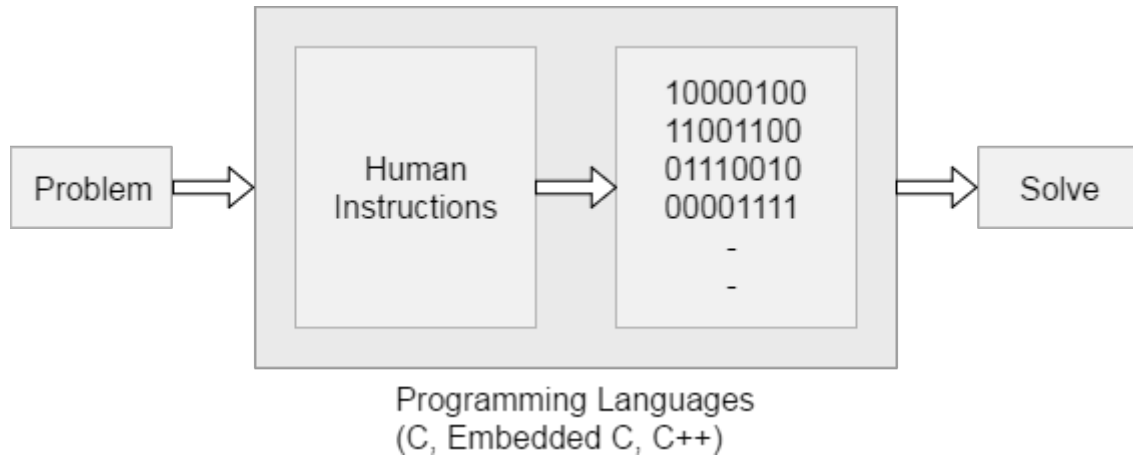 Problem
Human
Instructions
10000100
11001100
01110010
00001111
-
-
Solve
Programming Languages
(C, Embedded C, C++)